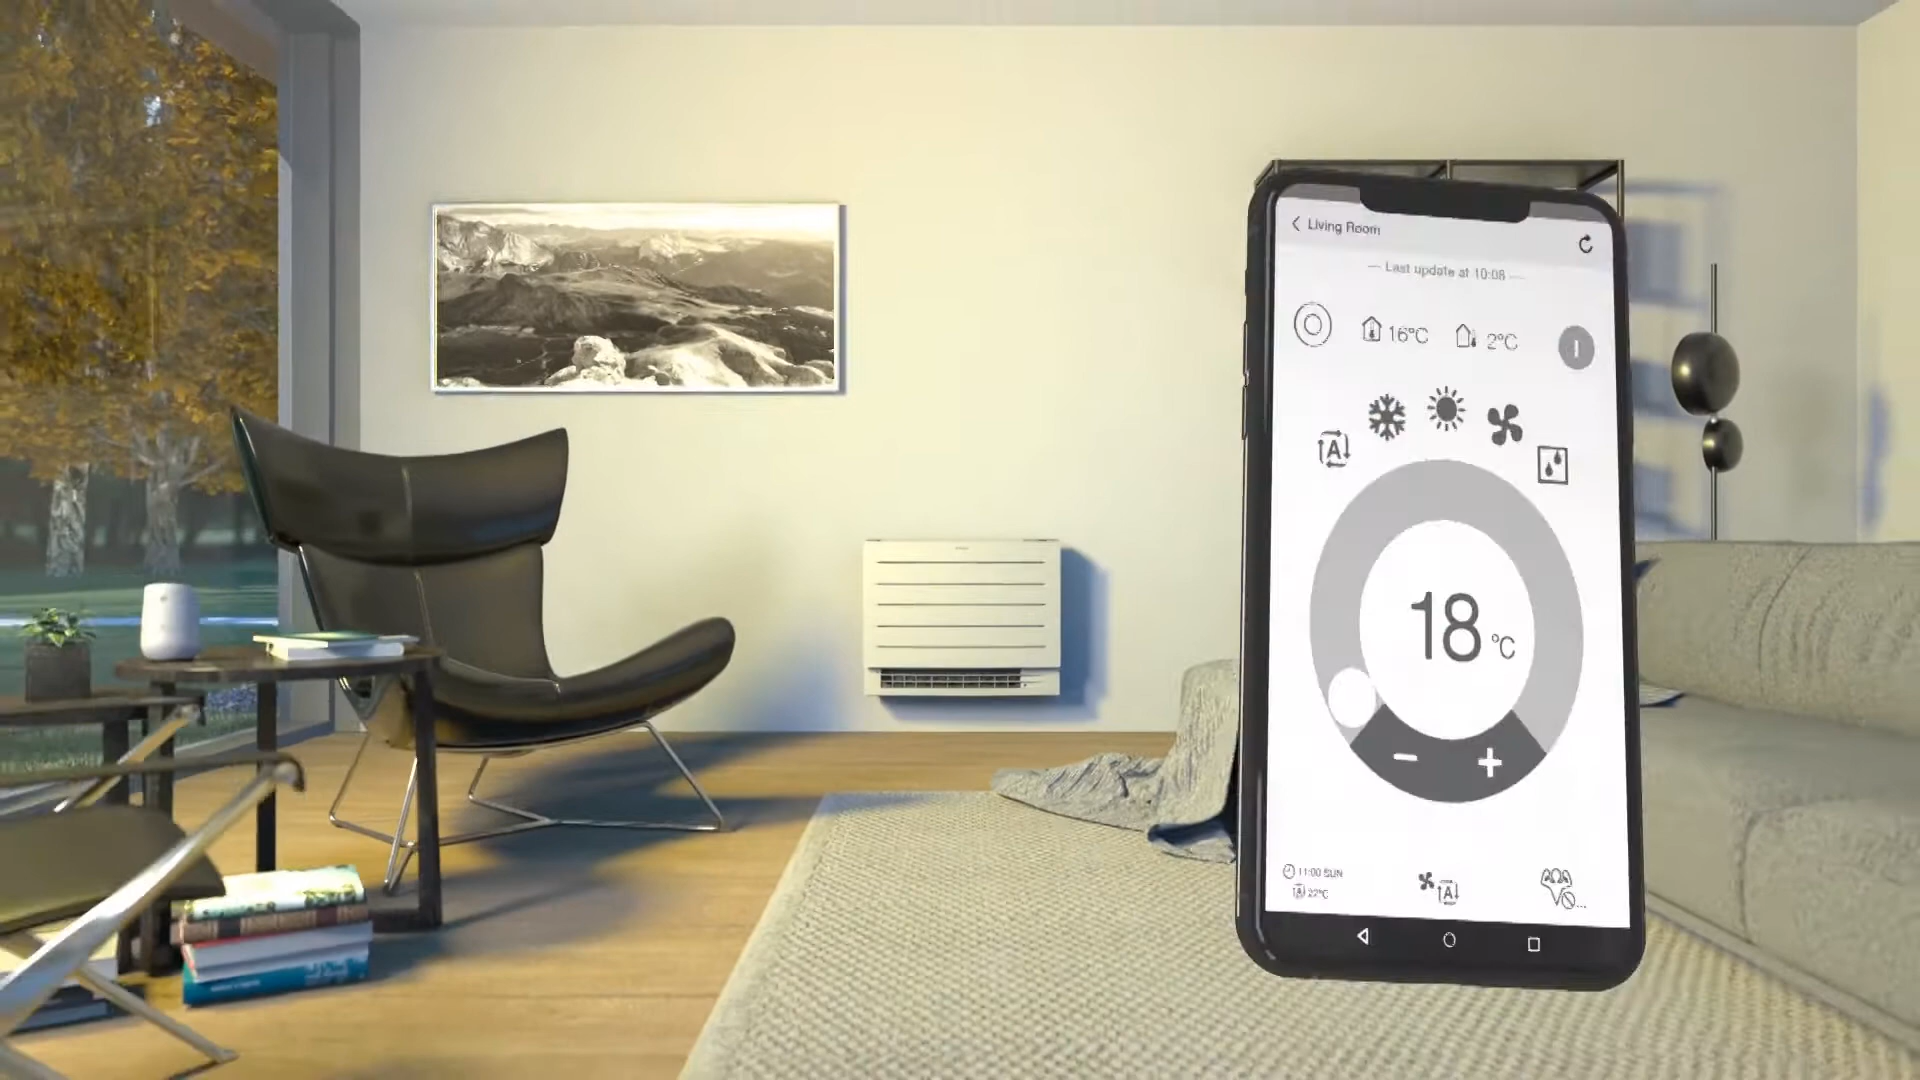 Living Room
Last update at 10:08
16°C
2°C
A
18 °C
− +
11:00 SUN
A 22°C
A
...